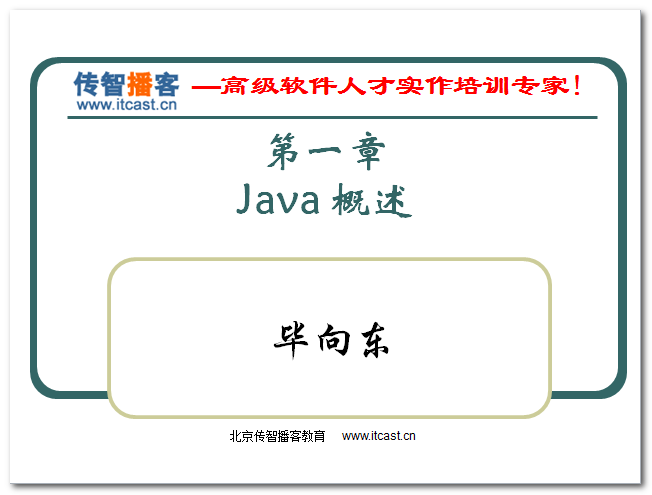 传智播客
www.itcast.cn
—高级软件人才实作培训专家!
第一章
Java 概述
毕向东
北京传智播客教育 www.itcast.cn